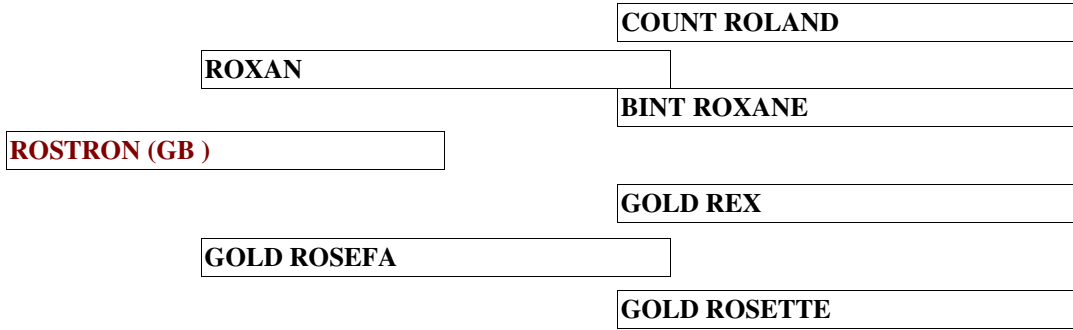 COUNT ROLAND
ROXAN
BINT ROXANE
ROSTRON (GB )
GOLD REX
GOLD ROSEFA
GOLD ROSETTE